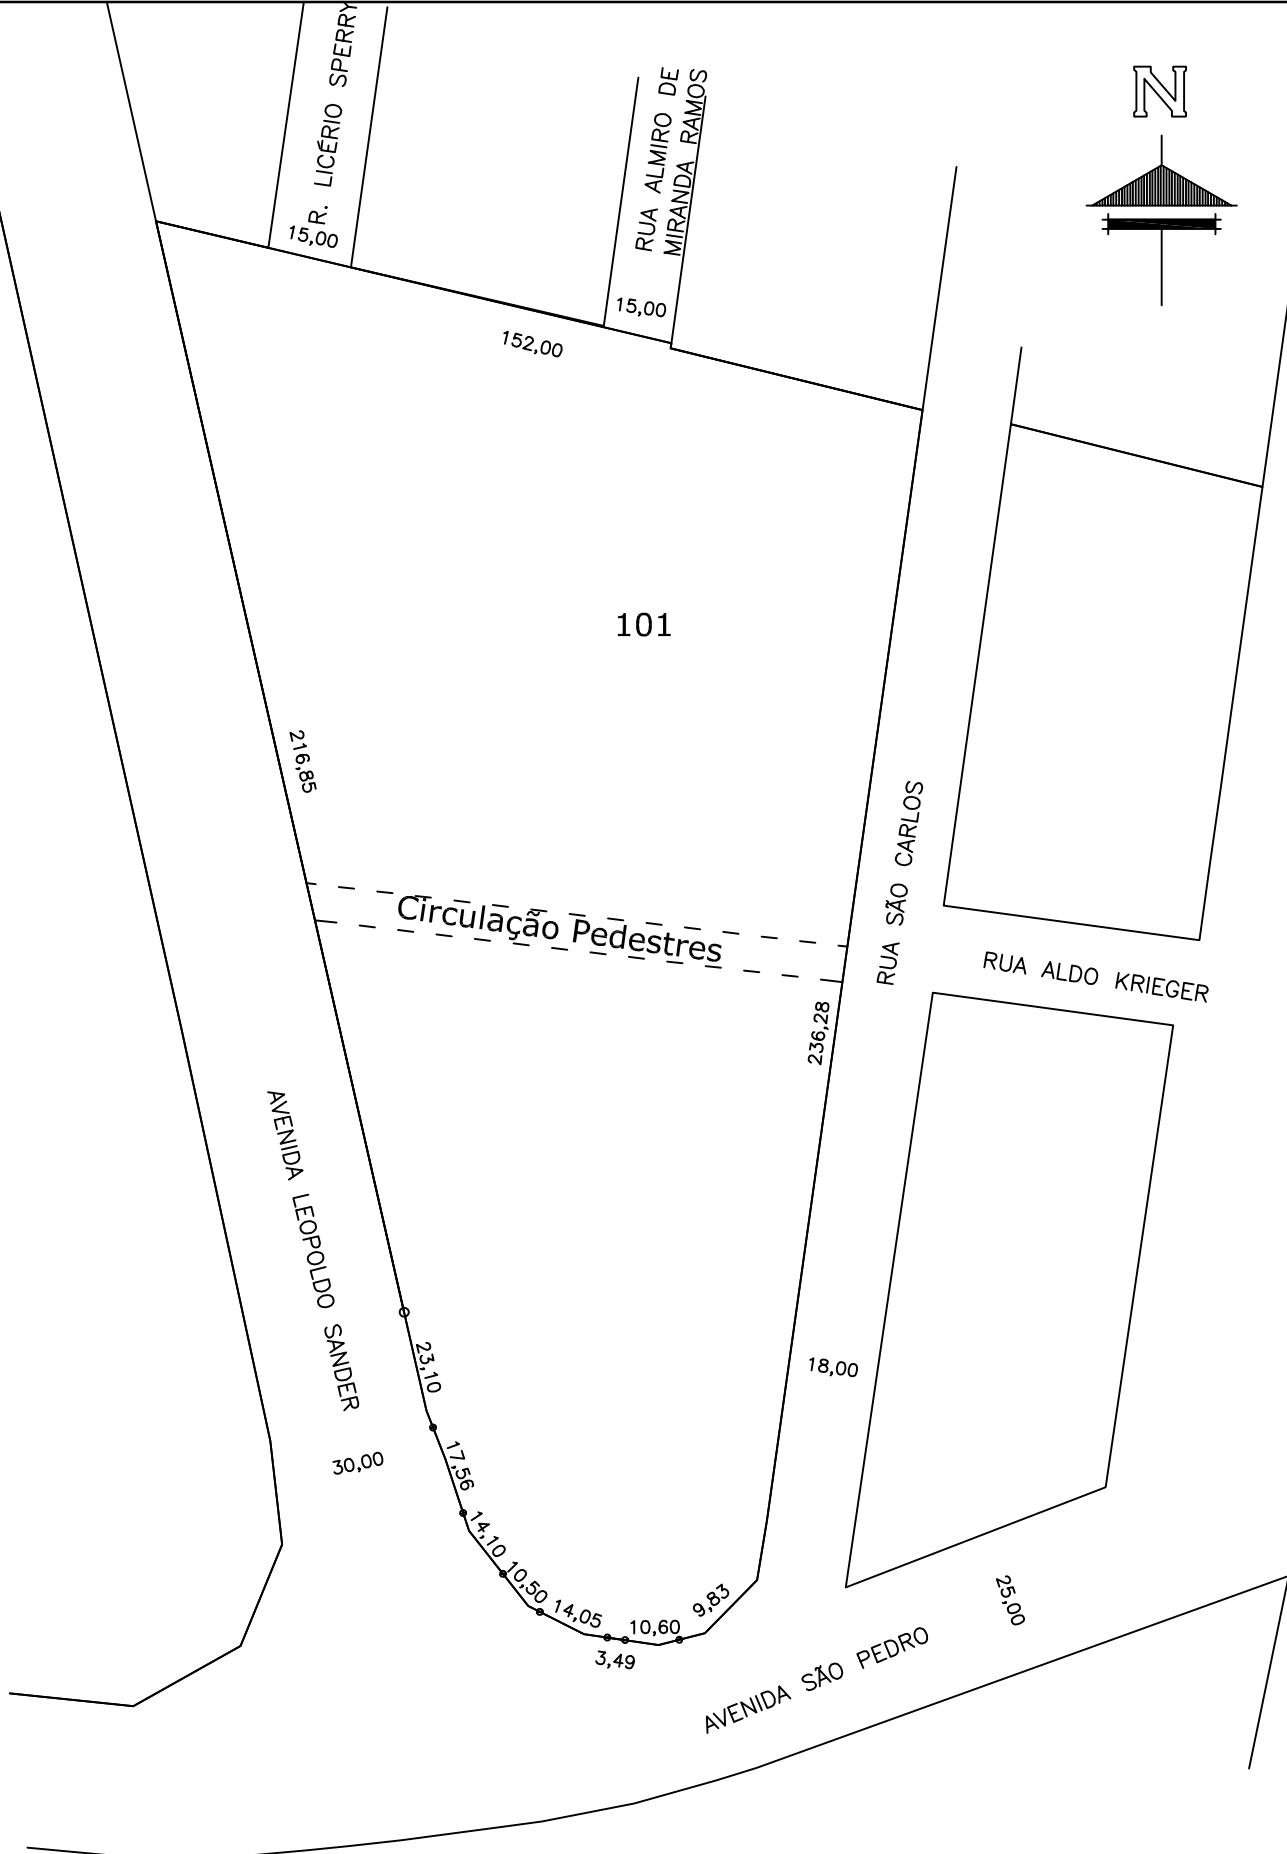 R. LICÉRIO SPERRY
RUA ALMIRO DE
MIRANDA RAMOS
N
15,00
15,00
152,00
101
216,85
Circulação Pedestres
RUA SÃO CARLOS
RUA ALDO KRIEGER
236,28
AVENIDA LEOPOLDO SANDER
23,10
18,00
30,00
17,56
14,10
10,50
14,05
3,49
10,60
9,83
25,00
AVENIDA SÃO PEDRO